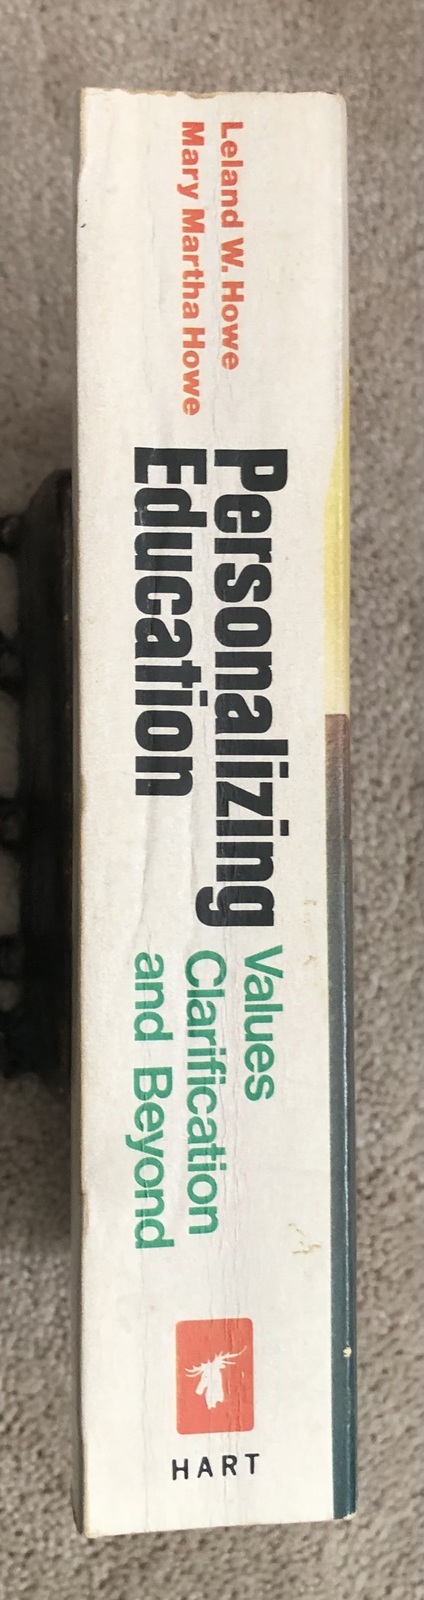 Leland W. Howe
Mary Martha Howe
Personalizing
Education
Values
Clarification
and Beyond
HART